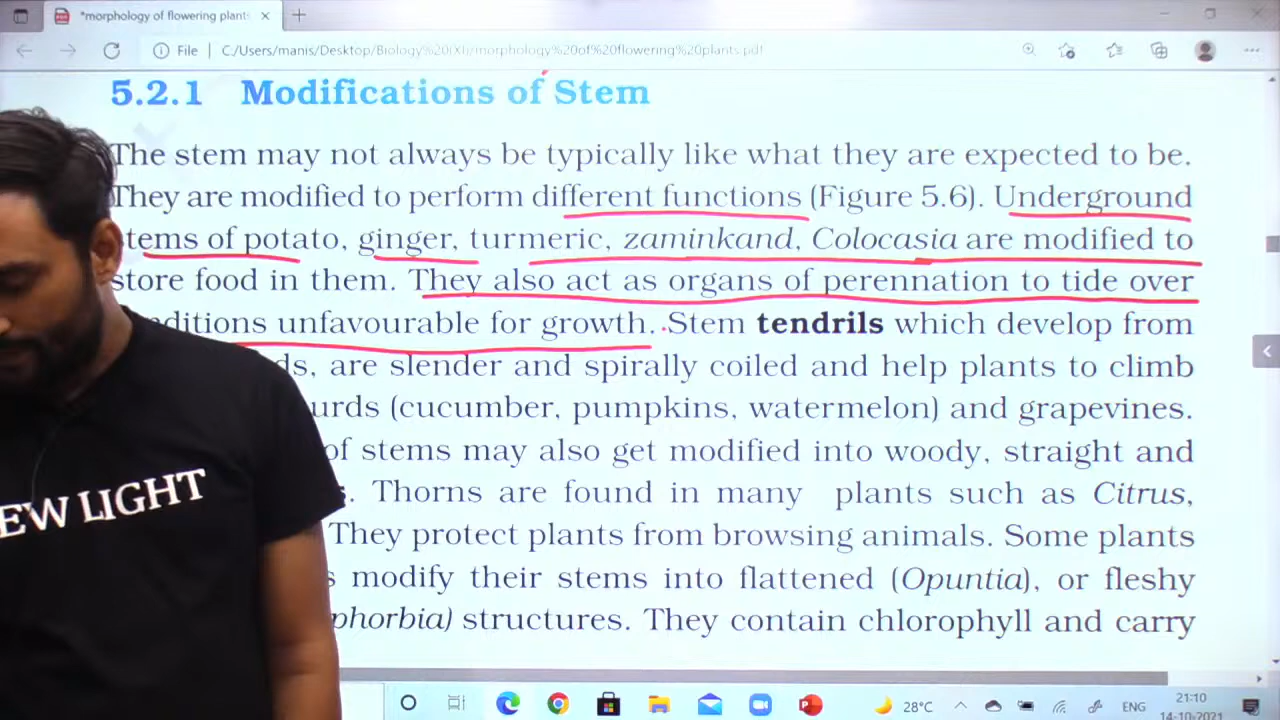 *morphology of flowering plants
File | C:/Users/manis/Desktop/Biology%20(XI)/morphology%20of%20flowering%20plants.pdf
5.2.1 Modifications of Stem
The stem may not always be typically like what they are expected to be.
They are modified to perform different functions (Figure 5.6). Underground
tems of potato, ginger, turmeric, zaminkand, Colocasia are modified to
store food in them. They also act as organs of perennation to tide over
nditions unfavourable for growth. Stem tendrils which develop from
ds, are slender and spirally coiled and help plants to climb
urds (cucumber, pumpkins, watermelon) and grapevines.
of stems may also get modified into woody, straight and
s. Thorns are found in many plants such as Citrus,
They protect plants from browsing animals. Some plants
s modify their stems into flattened (Opuntia), or fleshy
phorbia) structures. They contain chlorophyll and carry
EW LIGHT
28°C ENG 21:10
14-10-2021